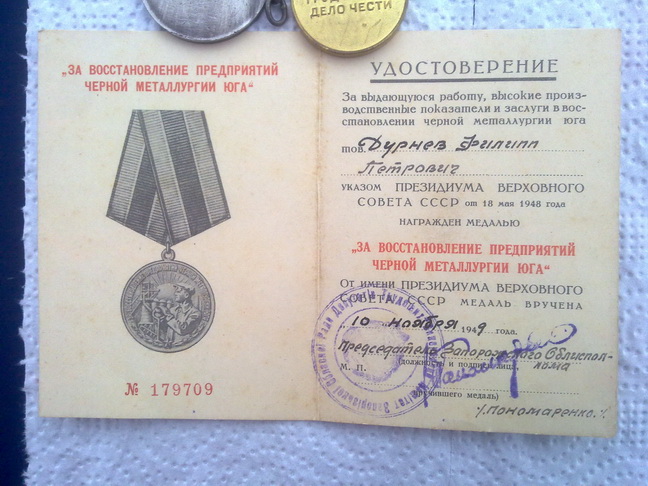 ДЕЛО ЧЕСТИ
„ЗА ВОССТАНОВЛЕНИЕ ПРЕДПРИЯТИЙ
ЧЕРНОЙ МЕТАЛЛУРГИИ ЮГА“
№ 179709
УДОСТОВЕРЕНИЕ
За выдающуюся работу, высокие произ-
водственные показатели и заслуги в вос-
становлении черной металлургии юга
тов. Дурнев Филипп
Петрович
УКАЗОМ ПРЕЗИДИУМА ВЕРХОВНОГО
СОВЕТА СССР от 18 мая 1948 года
НАГРАЖДЕН МЕДАЛЬЮ
„ЗА ВОССТАНОВЛЕНИЕ ПРЕДПРИЯТИЙ
ЧЕРНОЙ МЕТАЛЛУРГИИ ЮГА“
От имени ПРЕЗИДИУМА ВЕРХОВНОГО
СОВЕТА СССР МЕДАЛЬ ВРУЧЕНА
„10 ноября 1949 года.
Председатель Запорожского Облиспол-
кома
М. П. (должность и подпись лица,
вручившего медаль)
/Пономаренко./